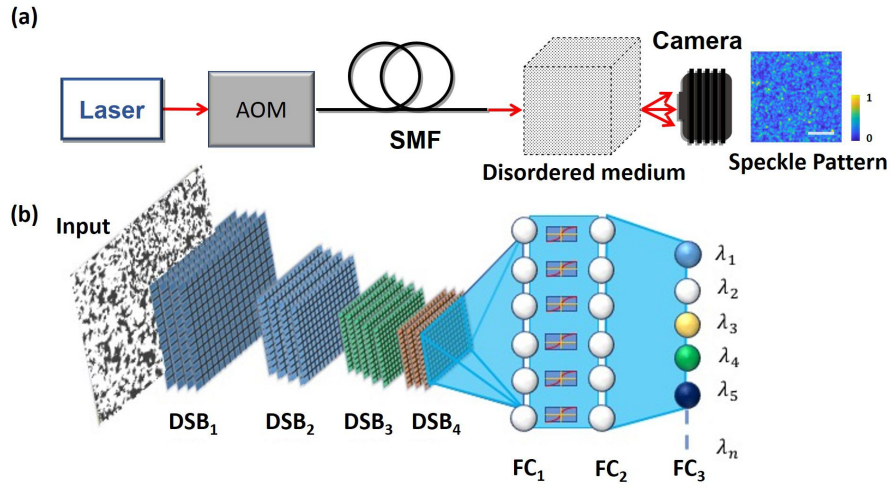 (a)
Laser
AOM
SMF
Disordered medium
Camera
1
0
Speckle Pattern
(b)
Input
DSB₁
DSB₂
DSB₃
DSB₄
FC₁
FC₂
FC₃
λ₁
λ₂
λ₃
λ₄
λ₅
λₙ